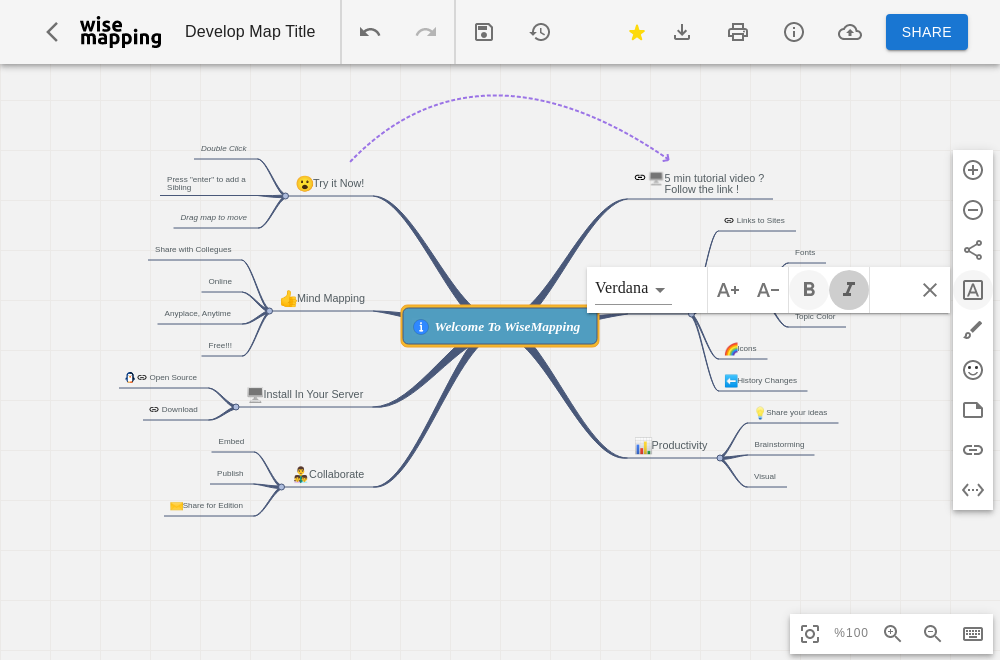 wise
mapping
Develop Map Title
SHARE
Double Click
Press "enter" to add a
Sibling
Drag map to move
Try it Now!
Share with Collegues
Online
Anyplace, Anytime
Free!!!
Mind Mapping
Open Source
Download
Install In Your Server
Embed
Publish
Share for Edition
Collaborate
Welcome To WiseMapping
5 min tutorial video ?
Follow the link !
Links to Sites
Fonts
Verdana
A+
A-
B
I
A
Topic Color
Icons
History Changes
Productivity
Share your ideas
Brainstorming
Visual
%100